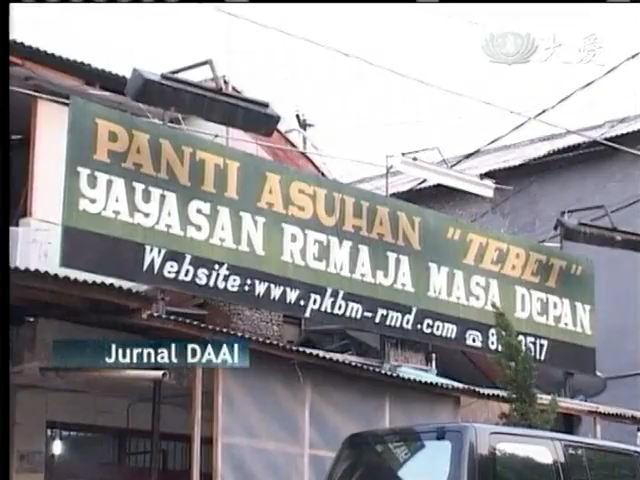 大愛
PANTI ASUHAN "TEBET"
YAYASAN REMAJA MASA DEPAN
Website:www.pkbm-rmd.com ☎
Jurnal DAAI